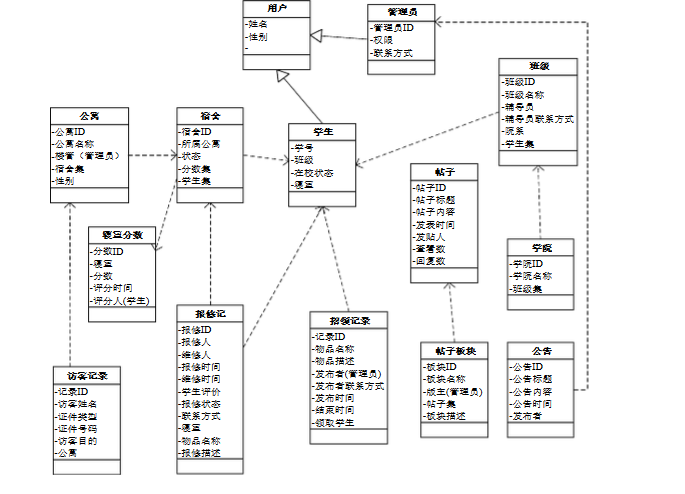 用户
-姓名
-性别
-
管理员
-管理员ID
-权限
-联系方式
班级
-班级ID
-班级名称
-辅导员
-辅导员联系方式
-院系
-学生集
公寓
-公寓ID
-公寓名称
-楼管（管理员）
-宿舍集
-性别
宿舍
-宿舍ID
-所属公寓
-状态
-分数集
-学生集
学生
-学号
-班级
-在校状态
-寝室
帖子
-帖子ID
-帖子标题
-帖子内容
-发表时间
-发贴人
-查看数
-回复数
寝室分数
-分数ID
-寝室
-分数
-评分时间
-评分人(学生)
学院
-学院ID
-学院名称
-班级集
报修记
-报修ID
-报修人
-维修人
-报修时间
-维修时间
-学生评价
-报修状态
-联系方式
-寝室
-物品名称
-报修描述
招领记录
-记录ID
-物品名称
-物品描述
-发布者(管理员)
-发布者联系方式
-发布时间
-结束时间
-领取学生
帖子板块
-板块ID
-板块名称
-版主(管理员)
-帖子集
-板块描述
公告
-公告ID
-公告标题
-公告内容
-公告时间
-发布者
访客记录
-记录ID
-访客姓名
-证件类型
-证件号码
-访客目的
-公寓